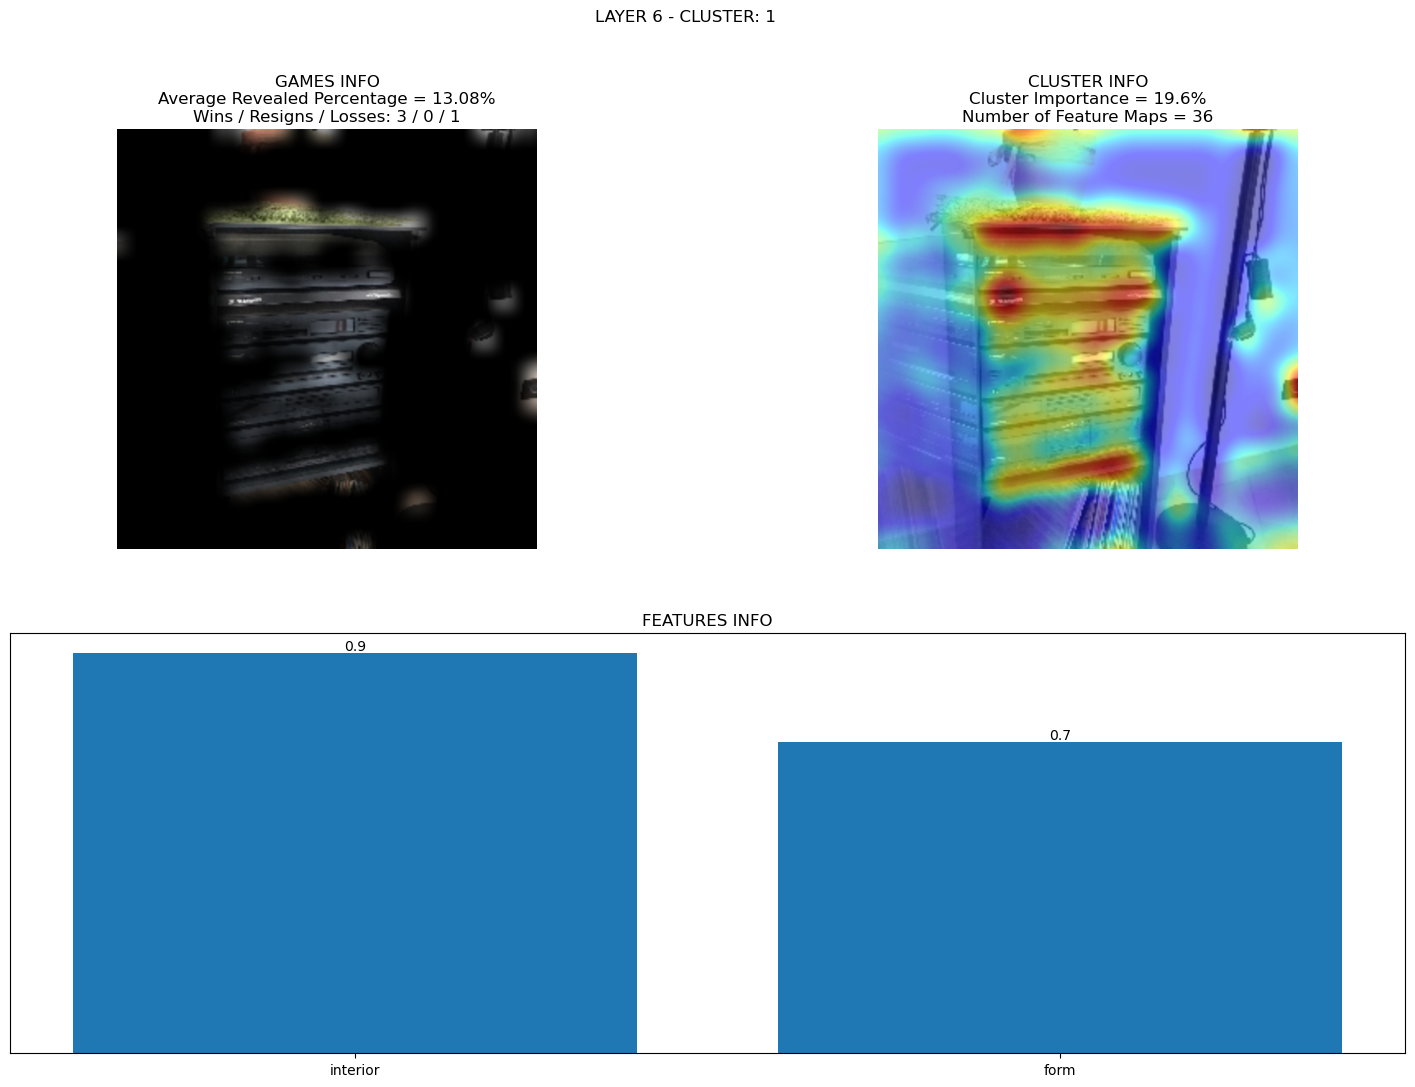 LAYER 6 - CLUSTER: 1
GAMES INFO
Average Revealed Percentage = 13.08%
Wins / Resigns / Losses: 3 / 0 / 1
CLUSTER INFO
Cluster Importance = 19.6%
Number of Feature Maps = 36
FEATURES INFO
0.9
0.7
interior
form